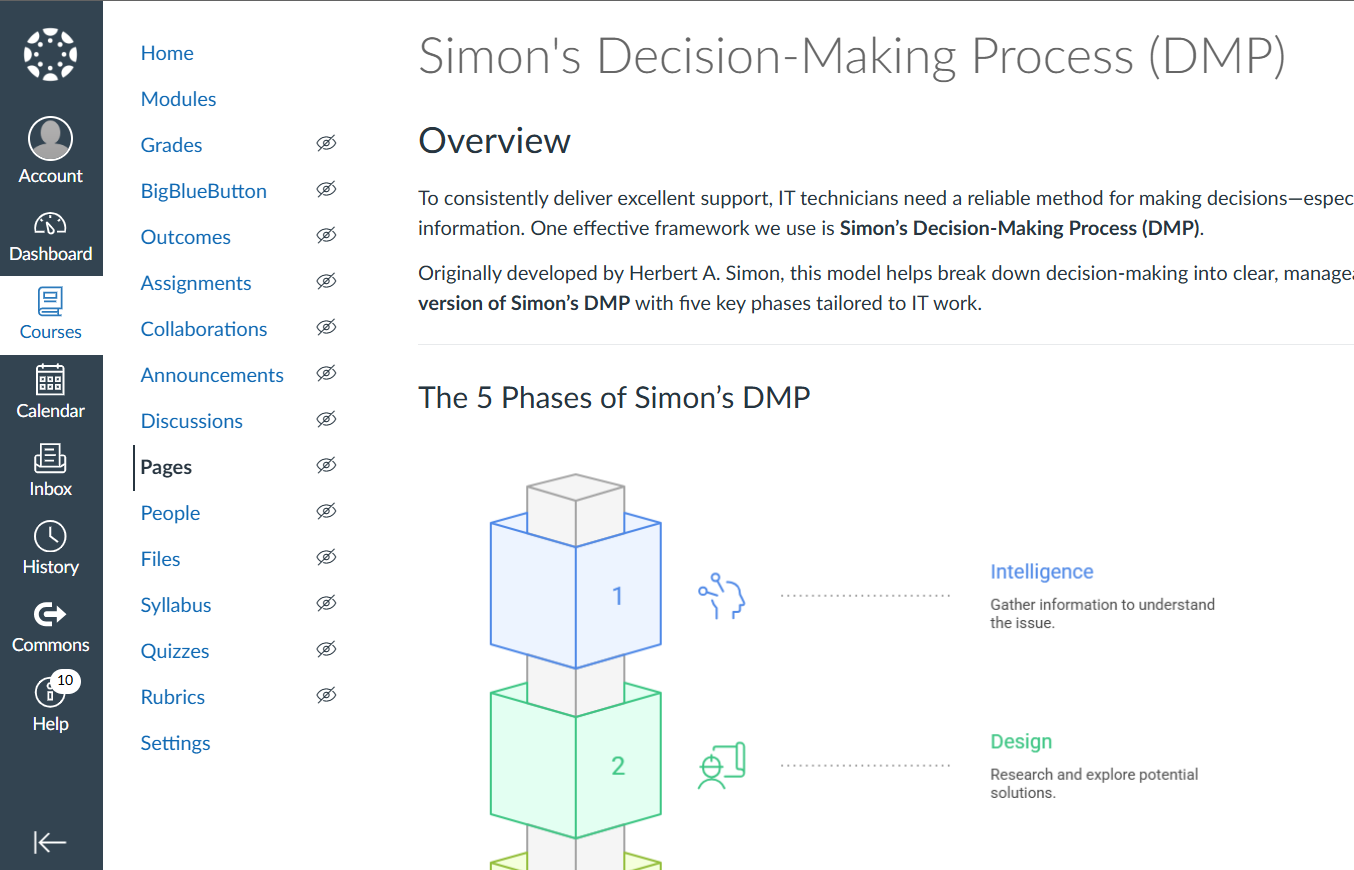 Account
Dashboard
Courses
Calendar
Inbox
History
Commons
10
Help
Home
Modules
Grades
BigBlueButton
Outcomes
Assignments
Collaborations
Announcements
Discussions
Pages
People
Files
Syllabus
Quizzes
Rubrics
Settings
Simon's Decision-Making Process (DMP)
Overview
To consistently deliver excellent support, IT technicians need a reliable method for making decisions—espec
information. One effective framework we use is Simon’s Decision-Making Process (DMP).
Originally developed by Herbert A. Simon, this model helps break down decision-making into clear, manage
version of Simon’s DMP with five key phases tailored to IT work.
The 5 Phases of Simon’s DMP
1
Intelligence
Gather information to understand
the issue.
2
Design
Research and explore potential
solutions.